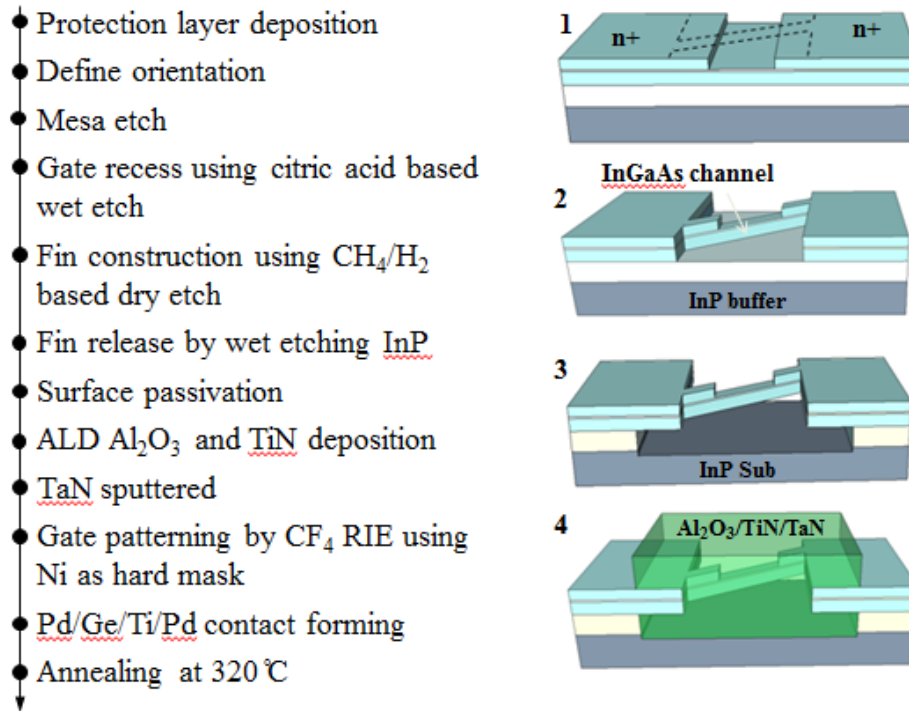 Protection layer deposition
Define orientation
Mesa etch
Gate recess using citric acid based
wet etch
Fin construction using CH₄/H₂
based dry etch
Fin release by wet etching InP
Surface passivation
ALD Al₂O₃ and TiN deposition
TaN sputtered
Gate patterning by CF₄ RIE using
Ni as hard mask
Pd/Ge/Ti/Pd contact forming
Annealing at 320℃
1
n+
n+
InGaAs channel
2
InP buffer
3
InP Sub
4
Al₂O₃/TiN/TaN